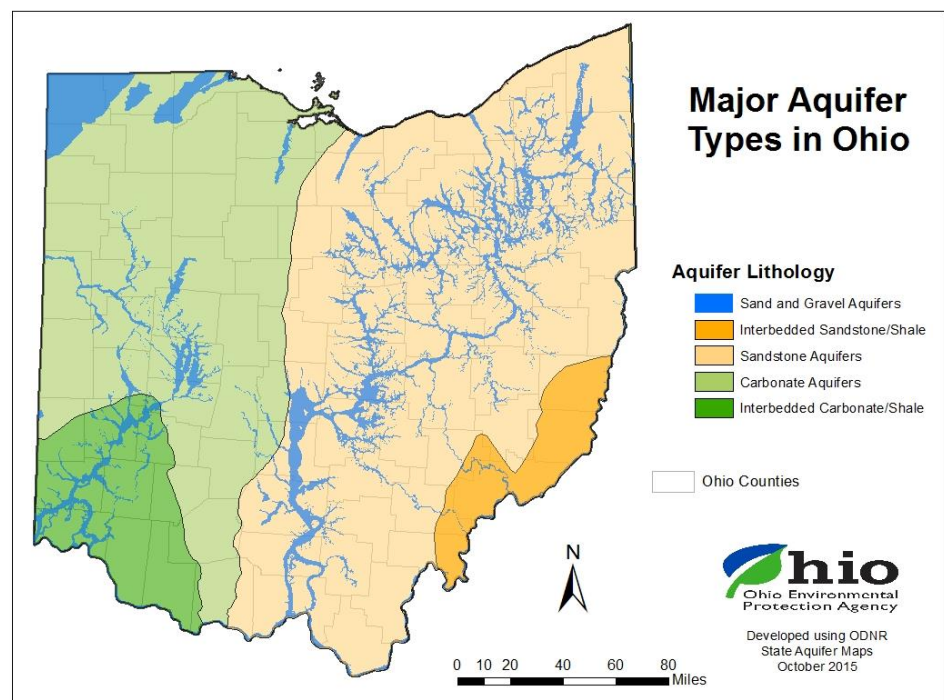 Major Aquifer
Types in Ohio
Aquifer Lithology
Sand and Gravel Aquifers
Interbedded Sandstone/Shale
Sandstone Aquifers
Carbonate Aquifers
Interbedded Carbonate/Shale
Ohio Counties
N
Ohio
Ohio Environmental
Protection Agency
Developed using ODNR
State Aquifer Maps
October 2015
0 10 20 40 60 80
Miles